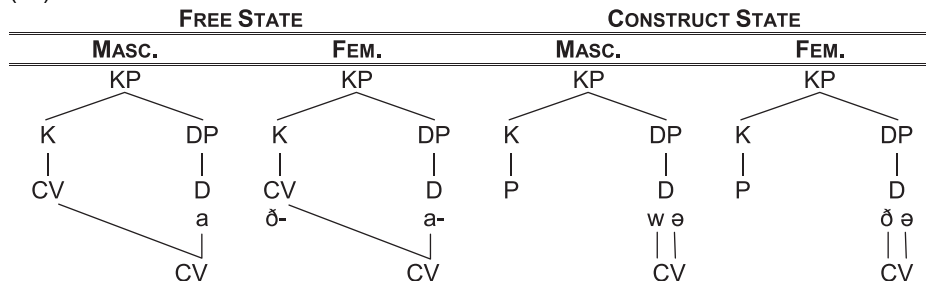 FREE STATE CONSTRUCT STATE
MASC. FEM. MASC. FEM.
KP KP KP KP
K DP K DP K DP K DP
CV D CV D P D P D
a ð- a- w ə ð ə
CV CV CV CV